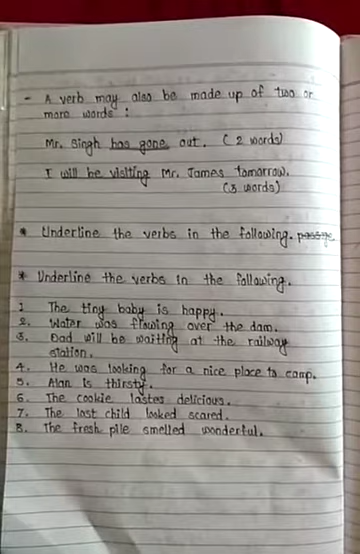 - A verb may also be made up of two or
more words :
Mr. Singh has gone out. ( 2 words)
I will be visiting Mr. James tomorrow.
(3 words)
* Underline the verbs in the following. passage
* Underline the verbs in the following.
1. The tiny baby is happy.
2. Water was flowing over the dam.
3. Dad will be waiting at the railway
station.
4. He was looking for a nice place to camp.
5. Alan is thirsty.
6. The cookie tastes delicious.
7. The lost child looked scared.
8. The fresh pile smelled wonderful.